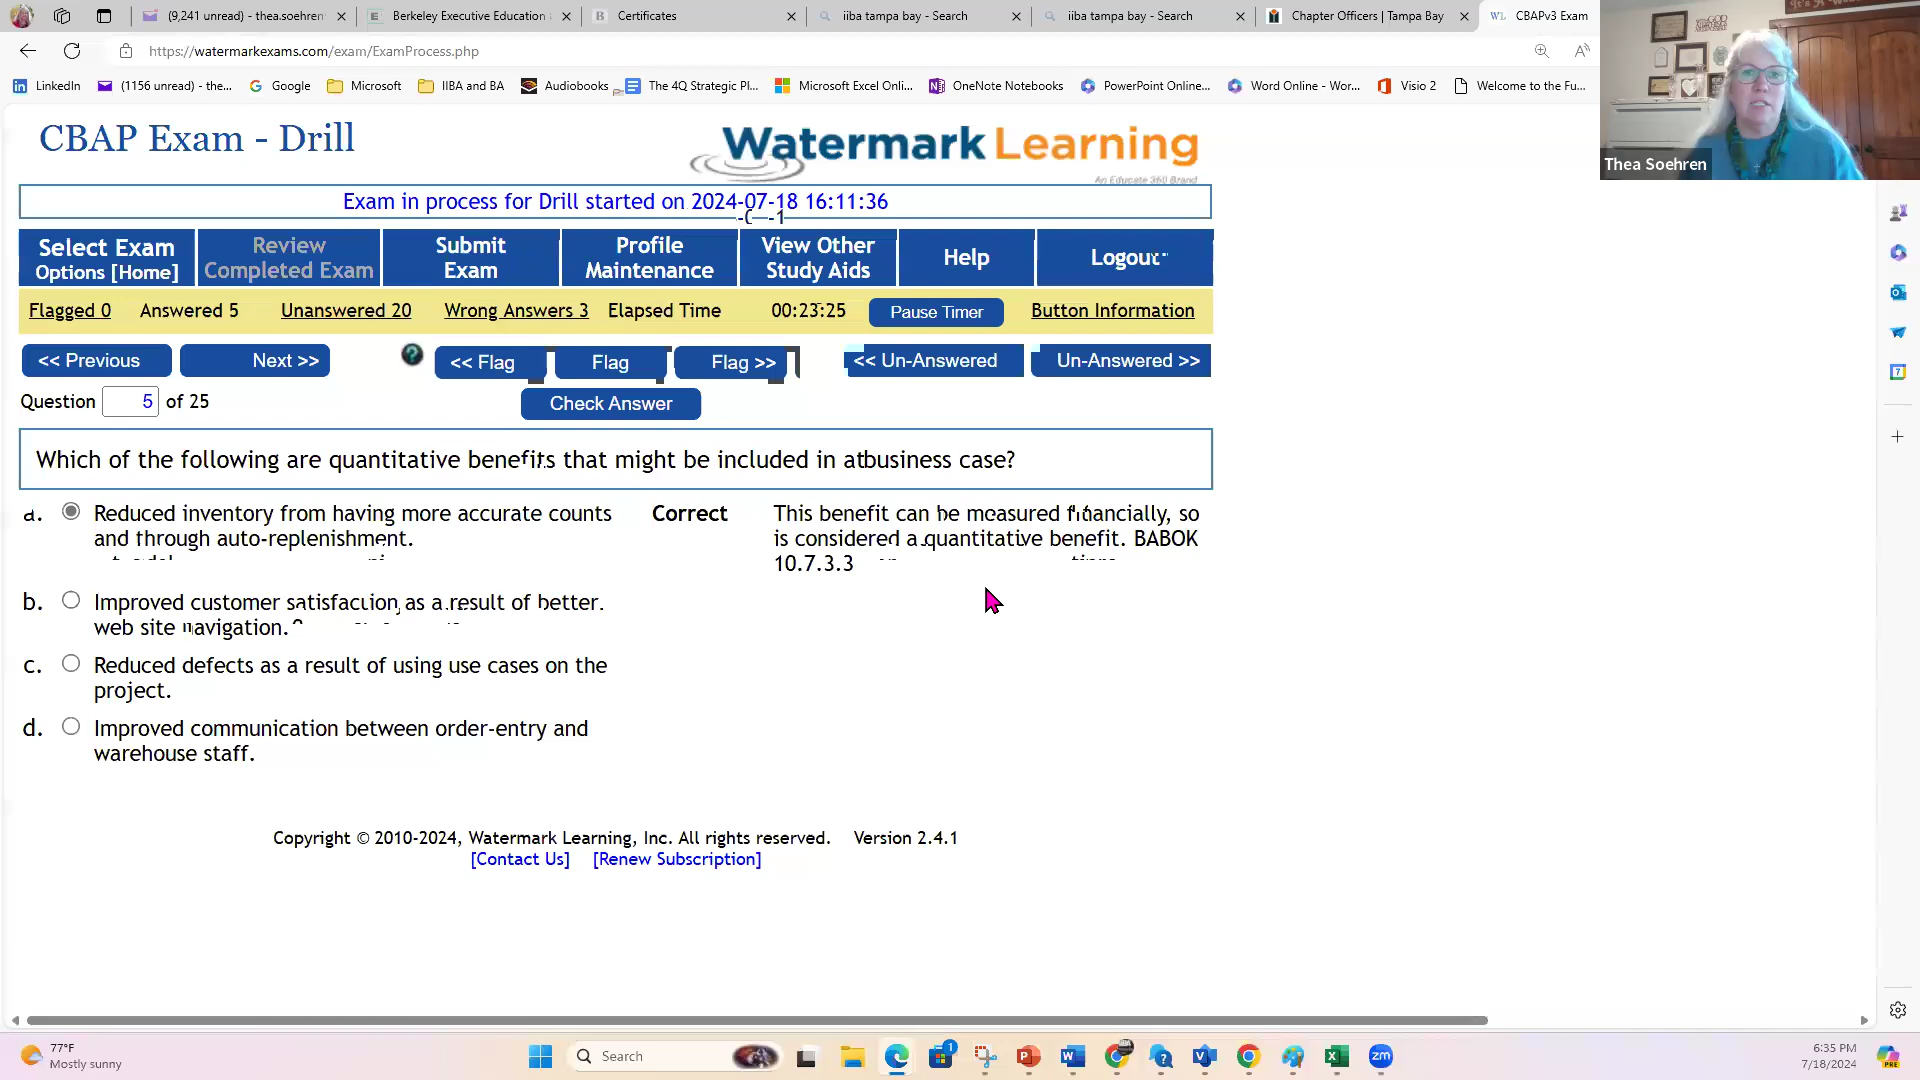 (9,241 unread) - thea.soehren
Berkeley Executive Education
Certificates
iiba tampa bay - Search
iiba tampa bay - Search
Chapter Officers | Tampa Bay
CBAPv3 Exam
https://watermarkexams.com/exam/ExamProcess.php
LinkedIn
(1156 unread) - the...
Google
Microsoft
IIBA and BA
Audiobooks
The 4Q Strategic Pl...
Microsoft Excel Onli...
OneNote Notebooks
PowerPoint Online...
Word Online - Wor...
Visio 2
Welcome to the Fu...
Thea Soehren
CBAP Exam - Drill
Watermark Learning
An Educate 360 Brand
Exam in process for Drill started on 2024-07-18 16:11:36
Select Exam
Options [Home]
Review
Completed Exam
Submit
Exam
Profile
Maintenance
View Other
Study Aids
Help
Logout
Flagged 0
Answered 5
Unanswered 20
Wrong Answers 3
Elapsed Time
00:23:25
Pause Timer
Button Information
<< Previous
Next >>
<< Flag
Flag
Flag >>
<< Un-Answered
Un-Answered >>
Question 5 of 25
Check Answer
Which of the following are quantitative benefits that might be included in a business case?
a. Reduced inventory from having more accurate counts
and through auto-replenishment.
Correct
This benefit can be measured financially, so
is considered a quantitative benefit. BABOK
10.7.3.3
b. Improved customer satisfaction as a result of better
web site navigation.
c. Reduced defects as a result of using use cases on the
project.
d. Improved communication between order-entry and
warehouse staff.
Copyright © 2010-2024, Watermark Learning, Inc. All rights reserved. Version 2.4.1
[Contact Us] [Renew Subscription]
77°F
Mostly sunny
Search
6:35 PM
7/18/2024